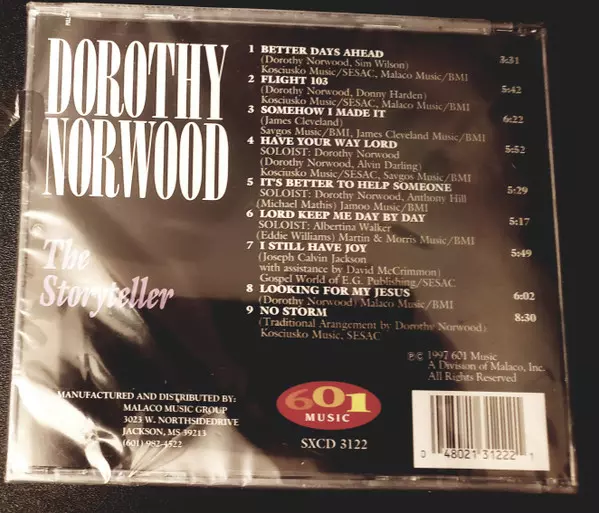 DOROTHY
NORWOOD
The
Storyteller
1 BETTER DAYS AHEAD 3:31
(Dorothy Norwood, Sim Wilson)
Kosciusko Music/SESAC, Malaco Music/BMI
2 FLIGHT 103 5:42
(Dorothy Norwood, Donny Harden)
Kosciusko Music/SESAC, Malaco Music/BMI
3 SOMEHOW I MADE IT 6:22
(James Cleveland)
Savgos Music/BMI, James Cleveland Music/BMI
4 HAVE YOUR WAY LORD 5:52
SOLOIST: Dorothy Norwood
(Dorothy Norwood, Alvin Darling)
Kosciusko Music/SESAC, Savgos Music/BMI
5 IT'S BETTER TO HELP SOMEONE 5:29
SOLOIST: Dorothy Norwood, Anthony Hill
(Michael Mathis) Jamoo Music/BMI
6 LORD KEEP ME DAY BY DAY 5:17
SOLOIST: Albertina Walker
(Eddie Williams) Martin & Morris Music/BMI
7 I STILL HAVE JOY 5:49
(Joseph Calvin Jackson
with assistance by David McCrimmon)
Gospel World of E.G. Publishing/SESAC
8 LOOKING FOR MY JESUS 6:02
(Dorothy Norwood) Malaco Music/BMI
9 NO STORM 8:30
(Traditional Arangement by Dorothy Norwood)
Kosciusko Music, SESAC
℗ © 1997 601 Music
A Division of Malaco, Inc.
All Rights Reserved
MANUFACTURED AND DISTRIBUTED BY:
MALACO MUSIC GROUP
3023 W. NORTHSIDEDRIVE
JACKSON, MS 39213
(601) 982-4522
601
MUSIC
SXCD 3122
0 48021 31222 1